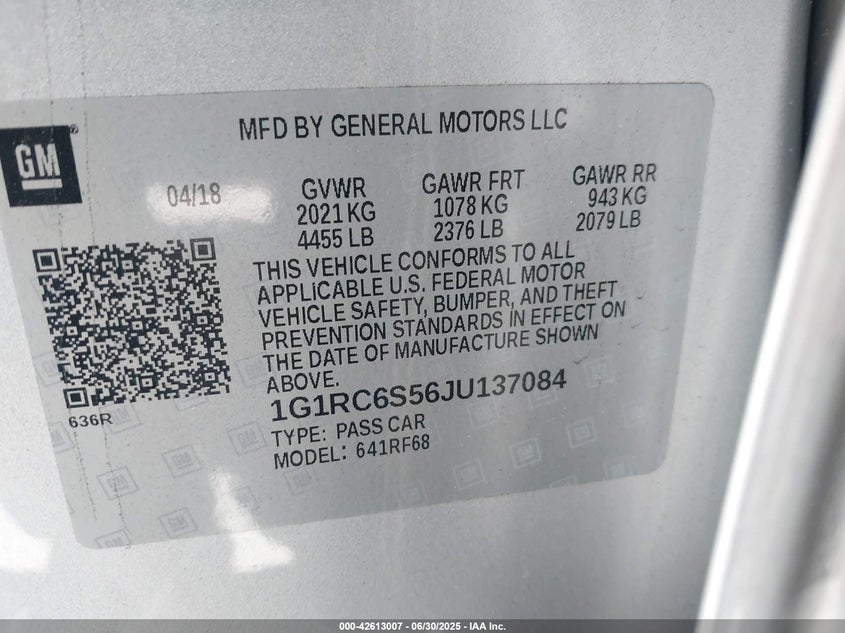 MFD BY GENERAL MOTORS LLC
GM
04/18
GVWR
2021 KG
4455 LB
GAWR FRT
1078 KG
2376 LB
GAWR RR
943 KG
2079 LB
THIS VEHICLE CONFORMS TO ALL
APPLICABLE U.S. FEDERAL MOTOR
VEHICLE SAFETY, BUMPER, AND THEFT
PREVENTION STANDARDS IN EFFECT ON
THE DATE OF MANUFACTURE SHOWN
ABOVE.
636R
1G1RC6S56JU137084
TYPE: PASS CAR
MODEL: 641RF68
000-42613007 - 06/30/2025 - IAA Inc.